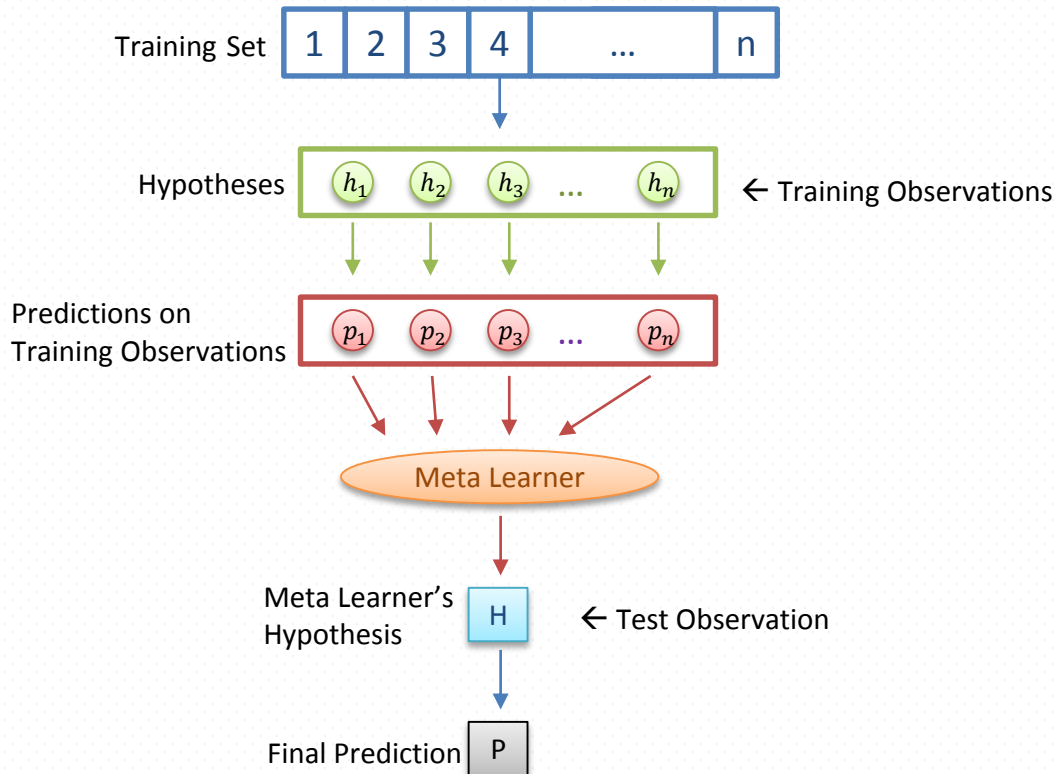 Training Set 1 2 3 4 ... n
Hypotheses h₁ h₂ h₃ ... hₙ ← Training Observations
Predictions on
Training Observations p₁ p₂ p₃ ... pₙ
Meta Learner
Meta Learner’s
Hypothesis H ← Test Observation
Final Prediction P